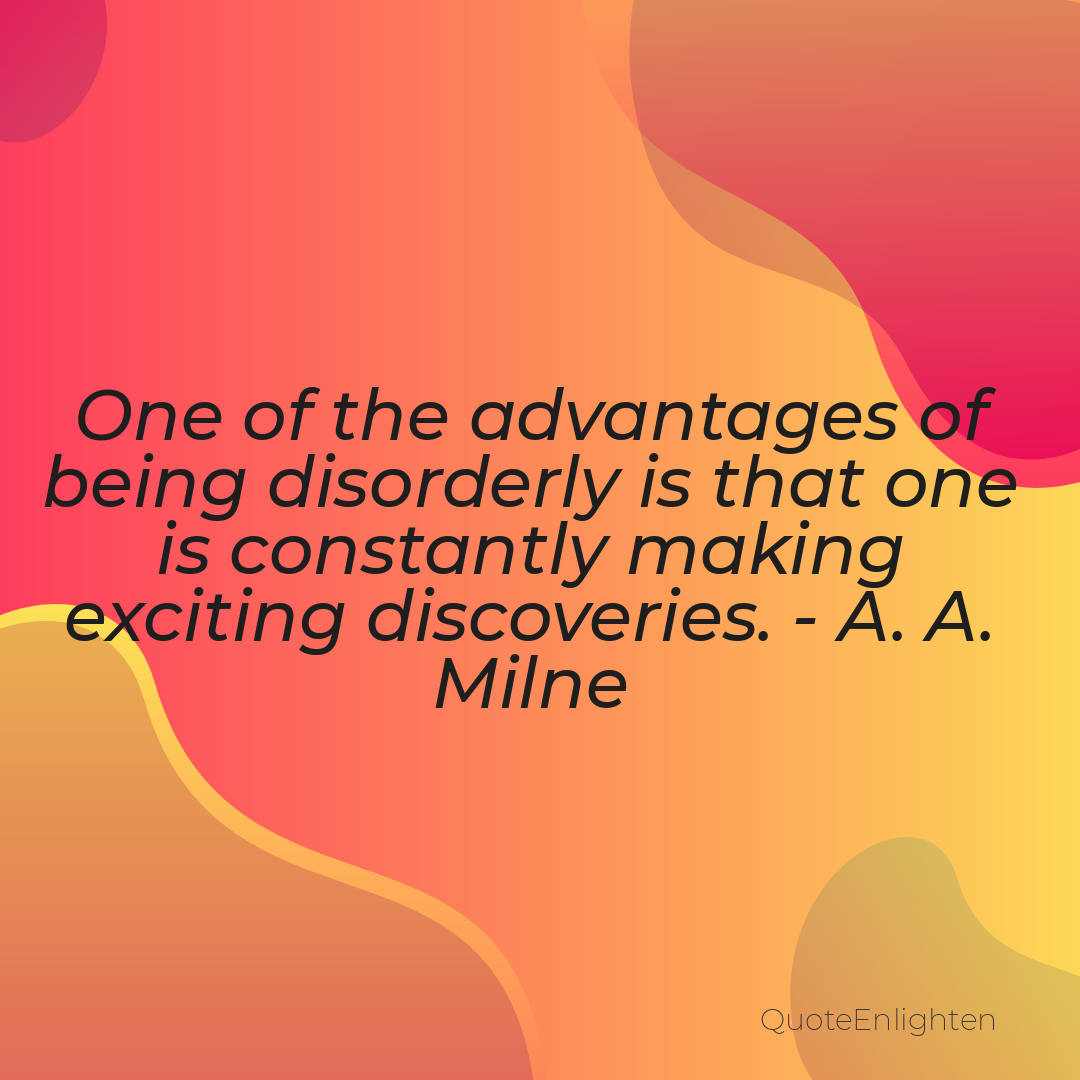 One of the advantages of
being disorderly is that one
is constantly making
exciting discoveries. - A. A.
Milne
QuoteEnlighten